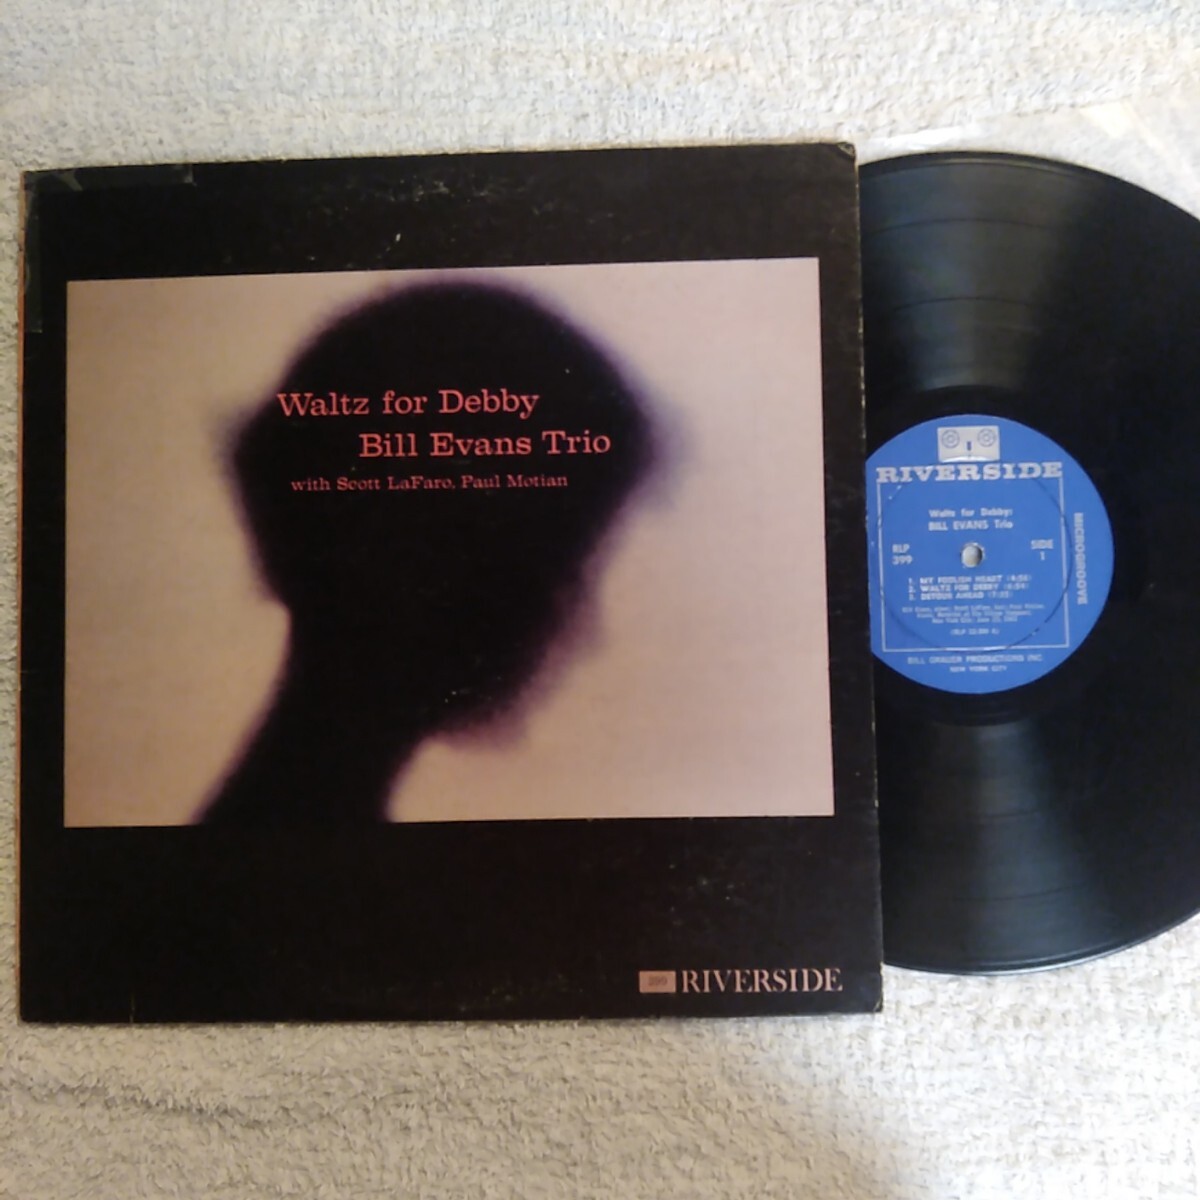 Waltz for Debby
Bill Evans Trio
with Scott LaFaro, Paul Motian
399 RIVERSIDE
RIVERSIDE
Waltz for Debby:
BILL EVANS Trio
RLP
399
SIDE
1
MICROGROOVE
1. MY FOOLISH HEART
2. WALTZ FOR DEBBY
3. DETOUR AHEAD
BILL GRAUER PRODUCTIONS INC.
NEW YORK CITY